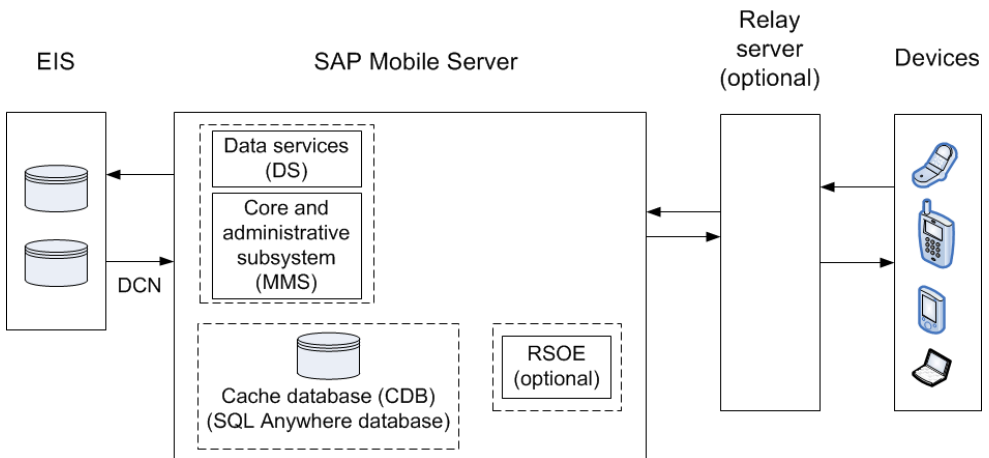 EIS
SAP Mobile Server
Relay
server
(optional)
Devices
Data services
(DS)
Core and
administrative
subsystem
(MMS)
DCN
Cache database (CDB)
(SQL Anywhere database)
RSOE
(optional)